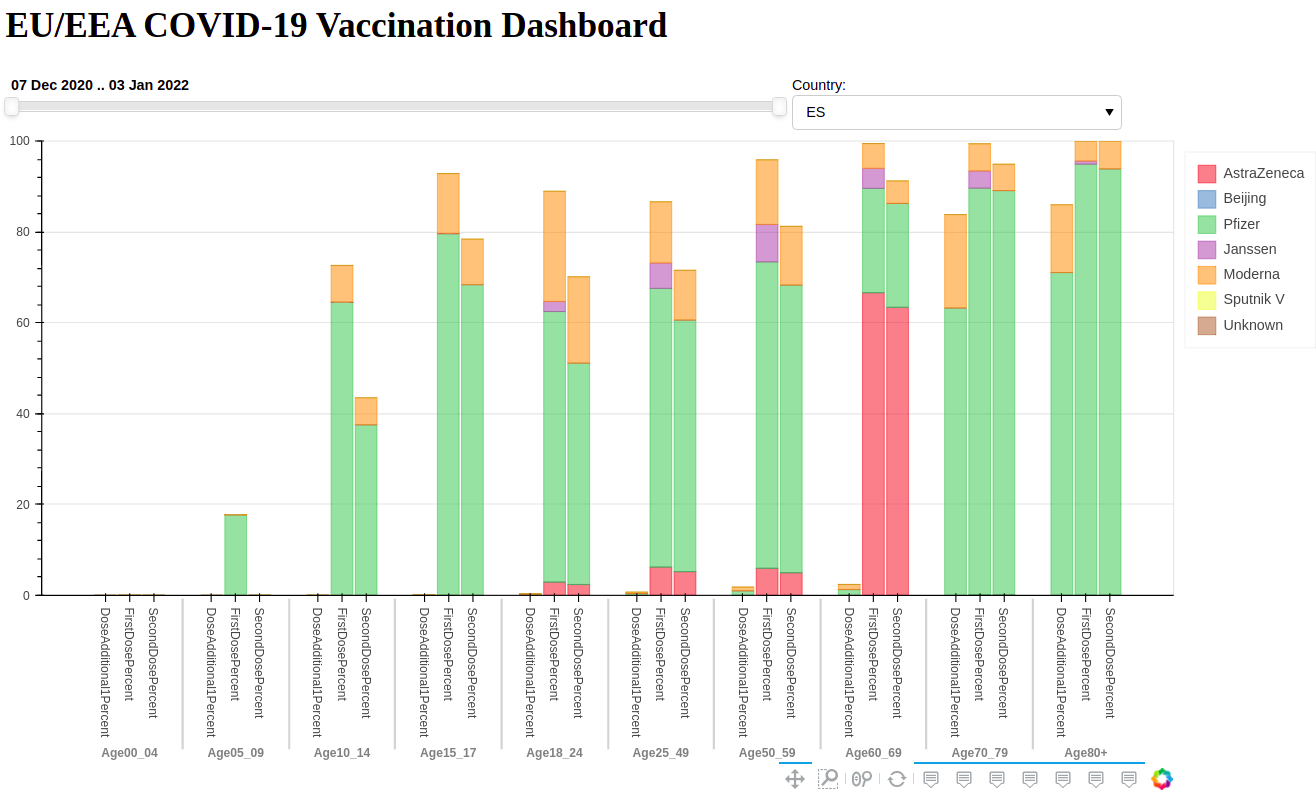 EU/EEA COVID-19 Vaccination Dashboard
07 Dec 2020 .. 03 Jan 2022
Country:
ES
100
80
60
40
20
0
AstraZeneca
Beijing
Pfizer
Janssen
Moderna
Sputnik V
Unknown
DoseAdditional1Percent
FirstDosePercent
SecondDosePercent
DoseAdditional1Percent
FirstDosePercent
SecondDosePercent
DoseAdditional1Percent
FirstDosePercent
SecondDosePercent
DoseAdditional1Percent
FirstDosePercent
SecondDosePercent
DoseAdditional1Percent
FirstDosePercent
SecondDosePercent
DoseAdditional1Percent
FirstDosePercent
SecondDosePercent
DoseAdditional1Percent
FirstDosePercent
SecondDosePercent
DoseAdditional1Percent
FirstDosePercent
SecondDosePercent
DoseAdditional1Percent
FirstDosePercent
SecondDosePercent
DoseAdditional1Percent
FirstDosePercent
SecondDosePercent
Age00_04 Age05_09 Age10_14 Age15_17 Age18_24 Age25_49 Age50_59 Age60_69 Age70_79 Age80+